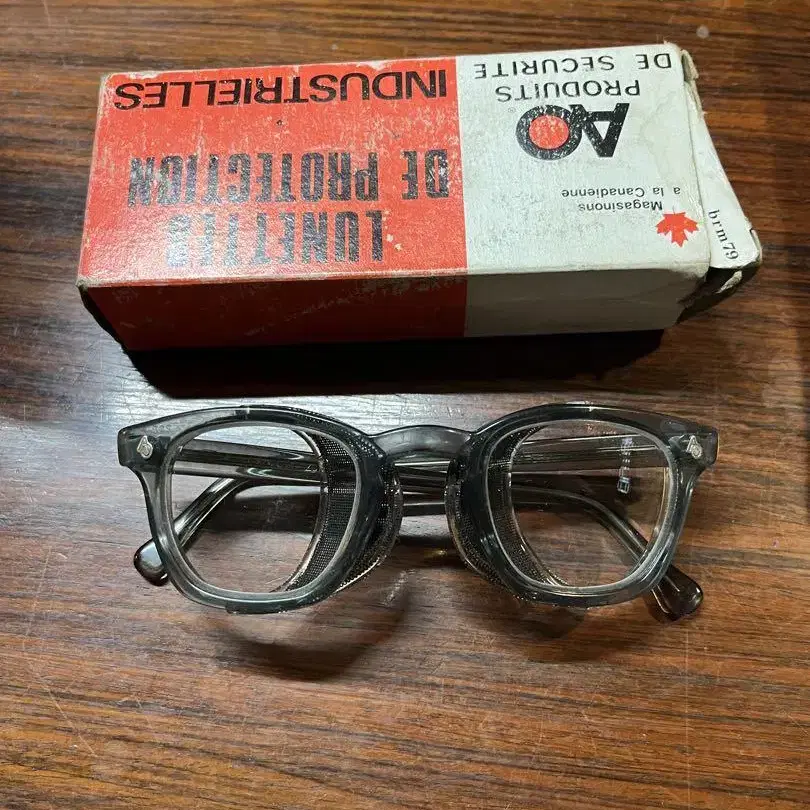 Magasinons
a la Canadienne
AO®
PRODUITS
DE SECURITE
LUNETTES
DE PROTECTION
INDUSTRIELLES
brm79